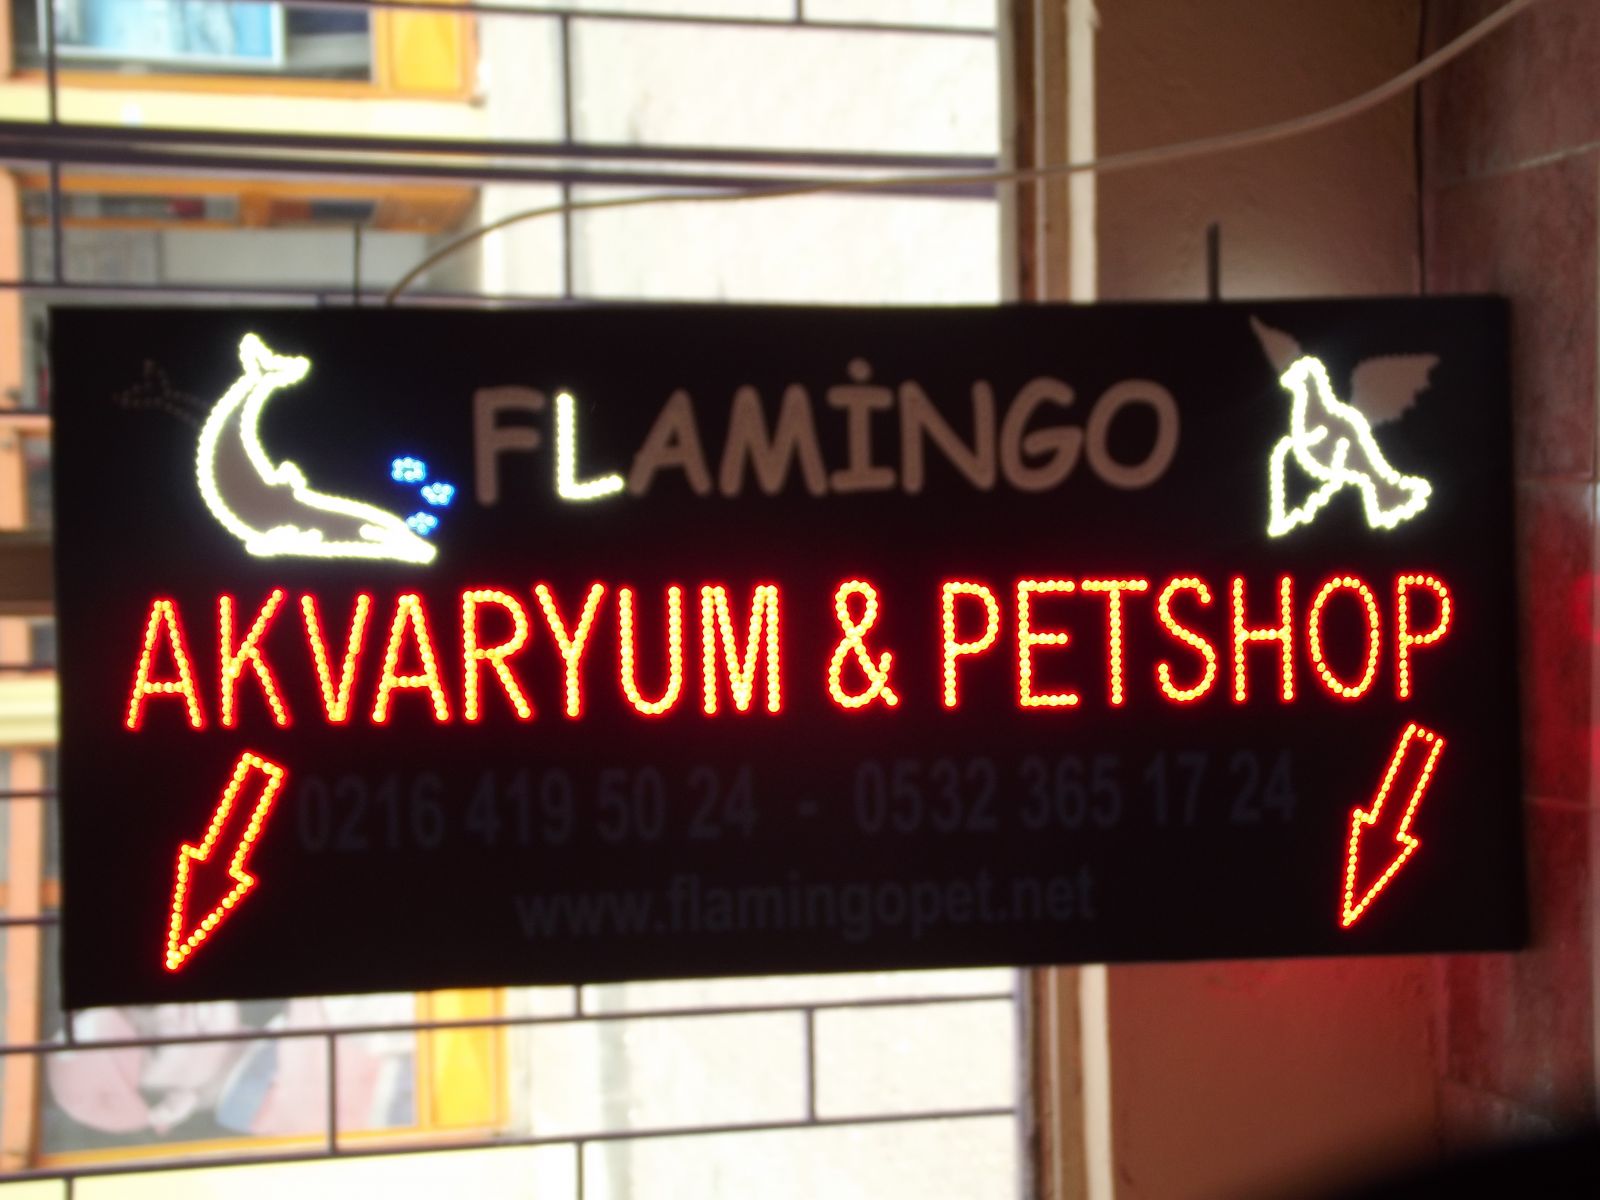 FLAMİNGO
AKVARYUM & PETSHOP
0216 419 50 24 - 0532 365 17 24
www.flamingopet.net